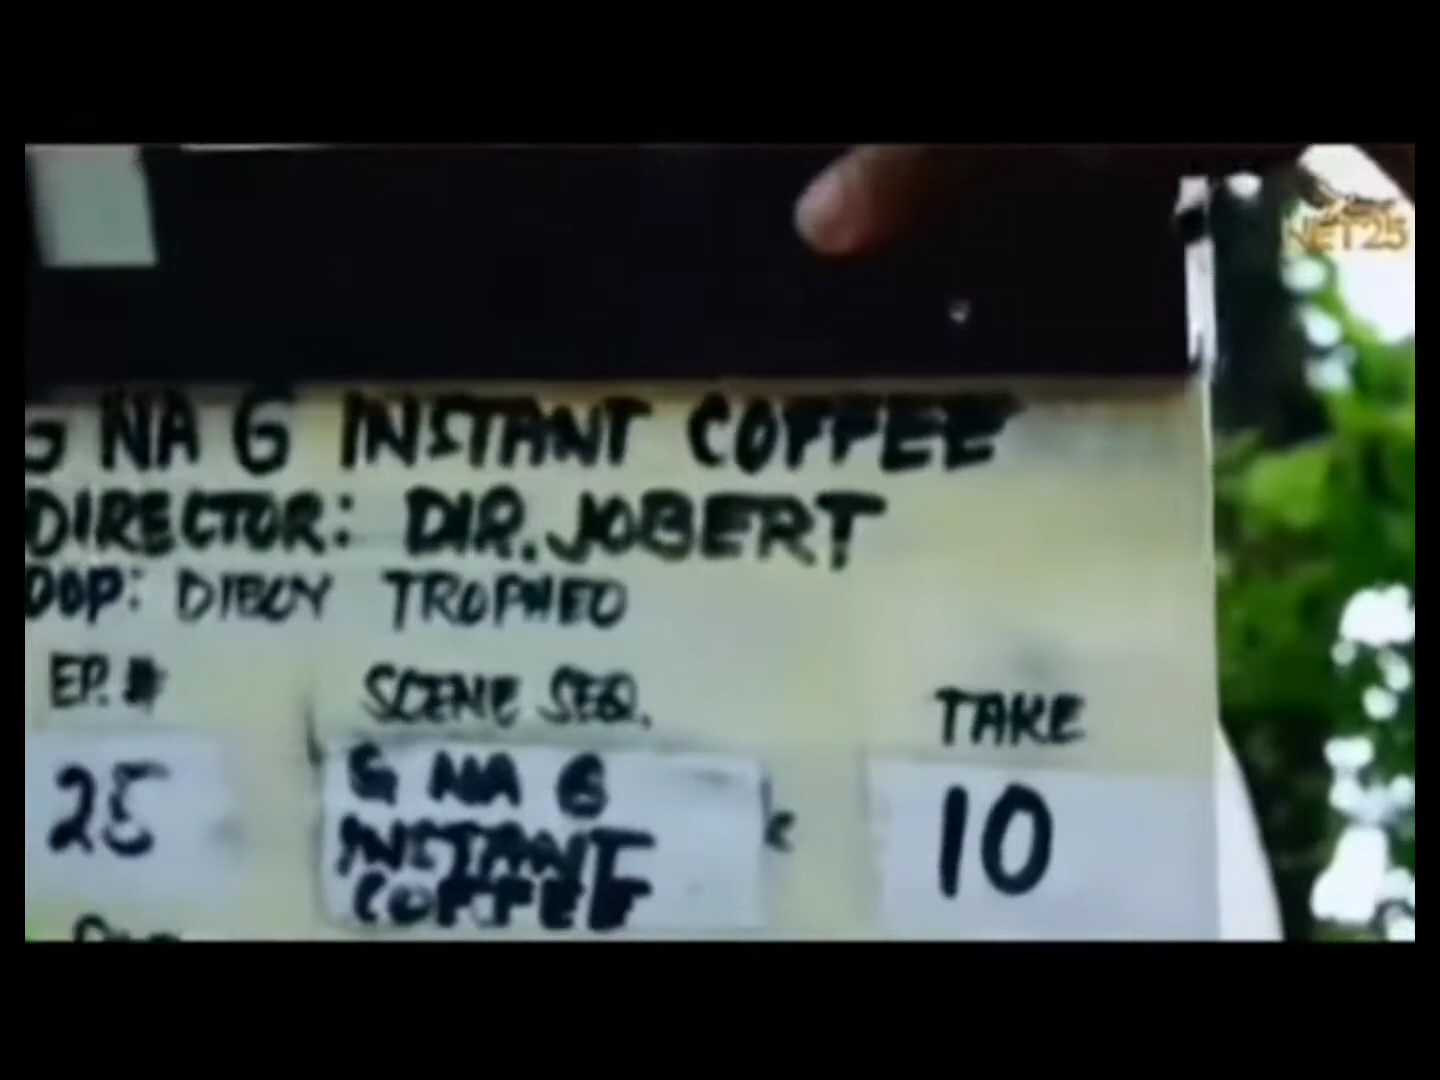 NET25
G NA G INSTANT COFFEE
DIRECTOR: DIR. JOBERT
DOP: DIBOY TROPHEO
EP. # SCENE SEQ. TAKE
25 G NA G INSTANT COFFEE 10